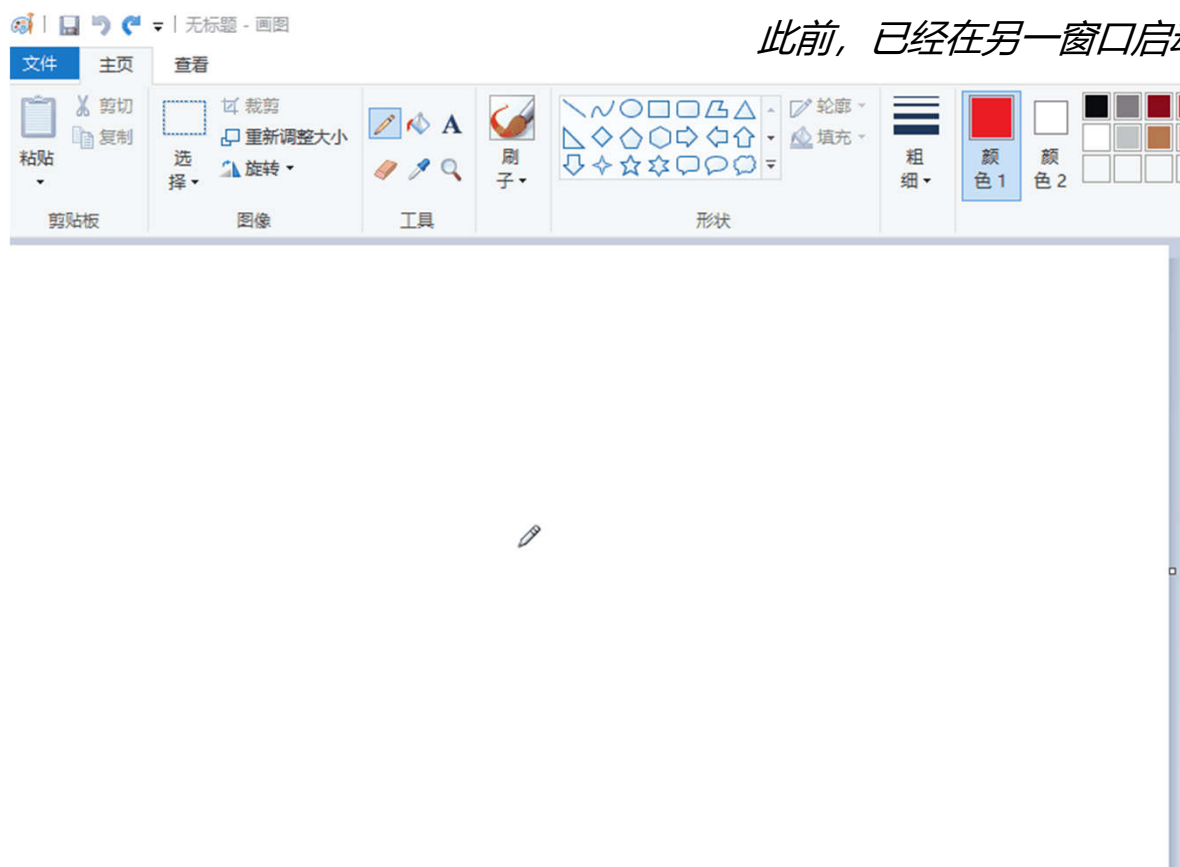 无标题 - 画图
此前，已经在另一窗口启
文件 主页 查看
剪切 裁剪 轮廓
复制 重新调整大小 A 填充
粘贴 选择 旋转 刷子 粗细 颜色 1 颜色 2
剪贴板 图像 工具 形状